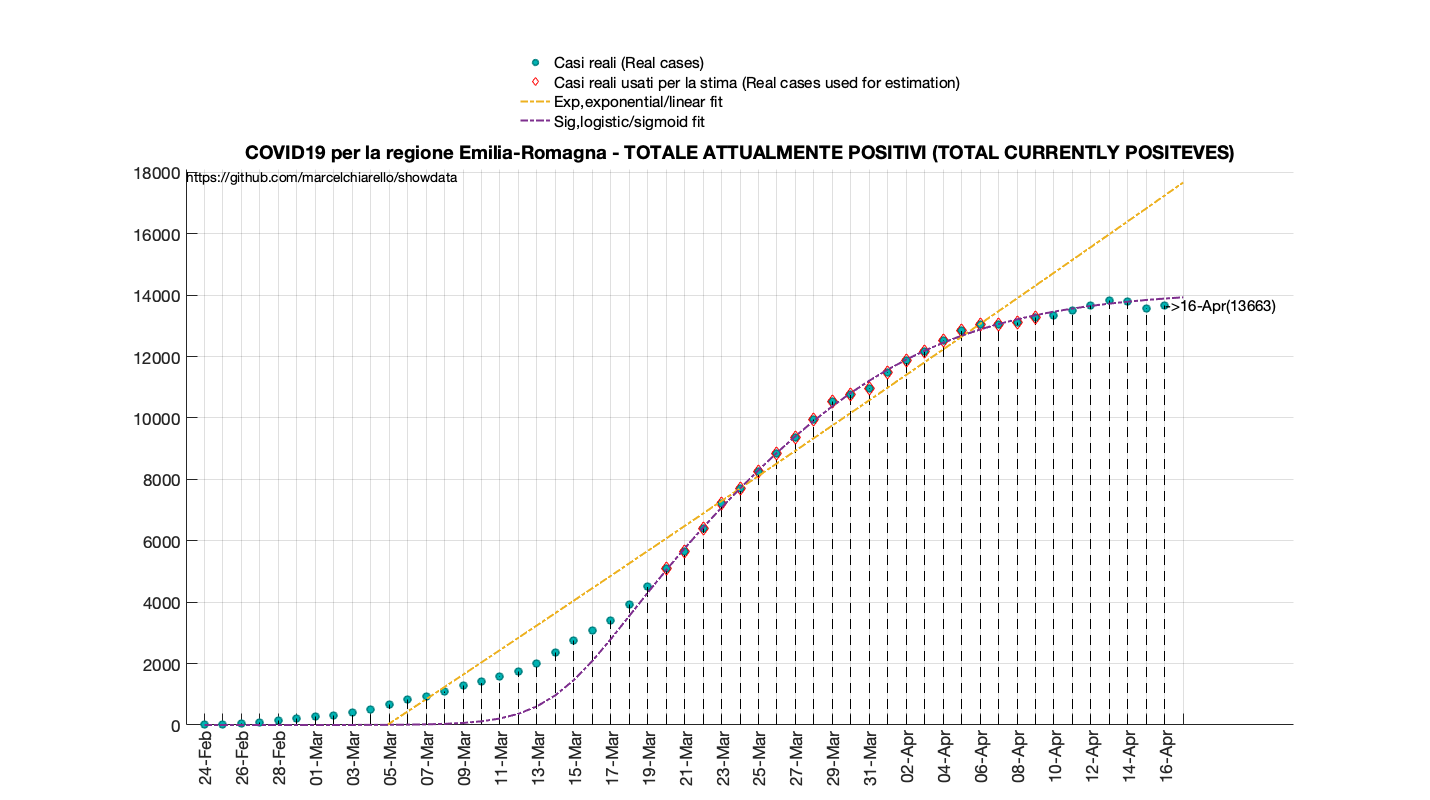 Casi reali (Real cases)
Casi reali usati per la stima (Real cases used for estimation)
Exp,exponential/linear fit
Sig,logistic/sigmoid fit
COVID19 per la regione Emilia-Romagna - TOTALE ATTUALMENTE POSITIVI (TOTAL CURRENTLY POSITEVES)
18000
https://github.com/marcelchiarello/showdata
16000
14000
->16-Apr(13663)
12000
10000
8000
6000
4000
2000
0
24-Feb
26-Feb
28-Feb
01-Mar
03-Mar
05-Mar
07-Mar
09-Mar
11-Mar
13-Mar
15-Mar
17-Mar
19-Mar
21-Mar
23-Mar
25-Mar
27-Mar
29-Mar
31-Mar
02-Apr
04-Apr
06-Apr
08-Apr
10-Apr
12-Apr
14-Apr
16-Apr